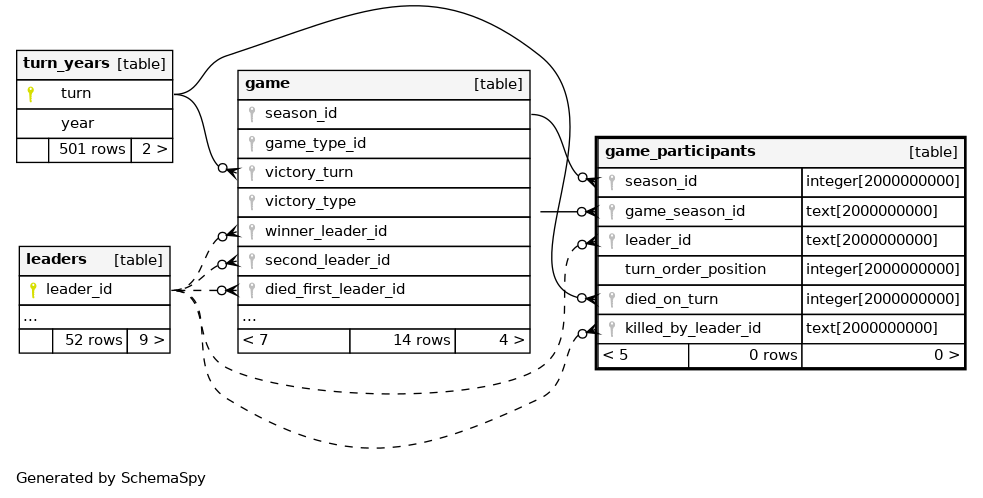 turn_years [table]
turn
year
501 rows 2 >
leaders [table]
leader_id
...
52 rows 9 >
game [table]
season_id
game_type_id
victory_turn
victory_type
winner_leader_id
second_leader_id
died_first_leader_id
...
< 7 14 rows 4 >
game_participants [table]
season_id integer[2000000000]
game_season_id text[2000000000]
leader_id text[2000000000]
turn_order_position integer[2000000000]
died_on_turn integer[2000000000]
killed_by_leader_id text[2000000000]
< 5 0 rows 0 >
Generated by SchemaSpy